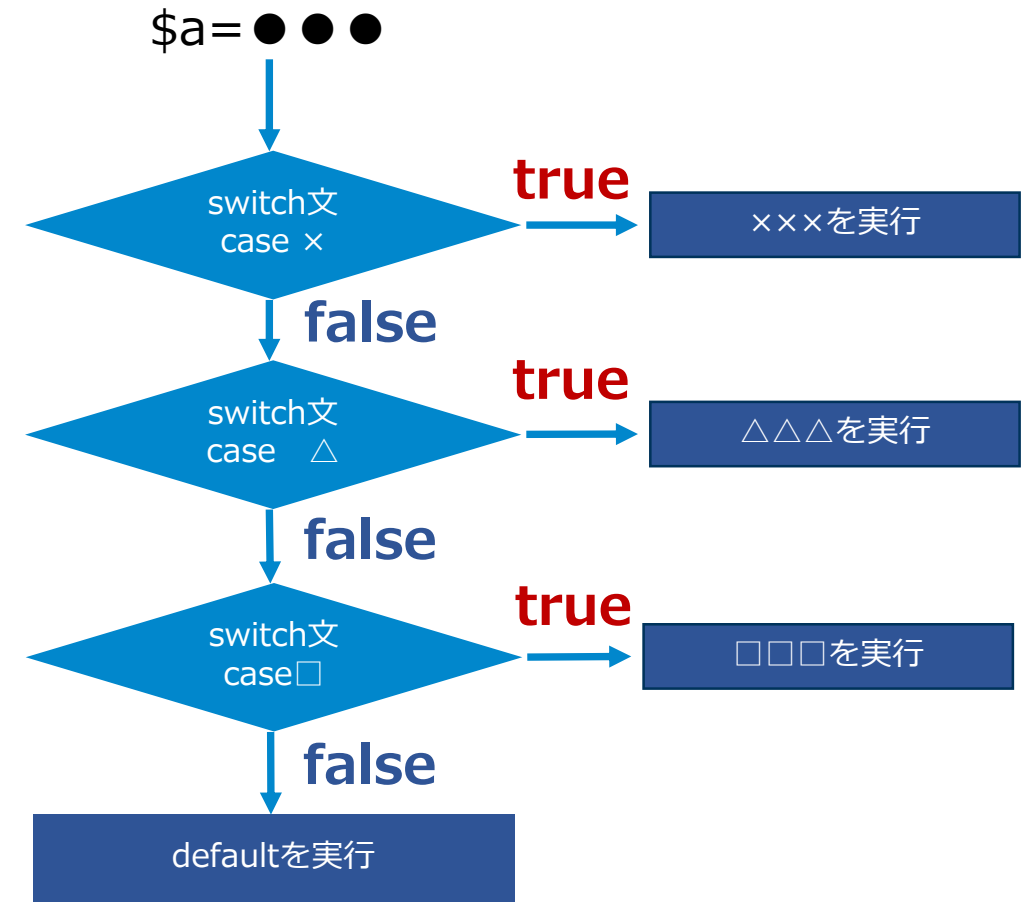 $a=●●●
switch文
case ×
true
×××を実行
false
switch文
case　△
true
△△△を実行
false
switch文
case□
true
□□□を実行
false
defaultを実行